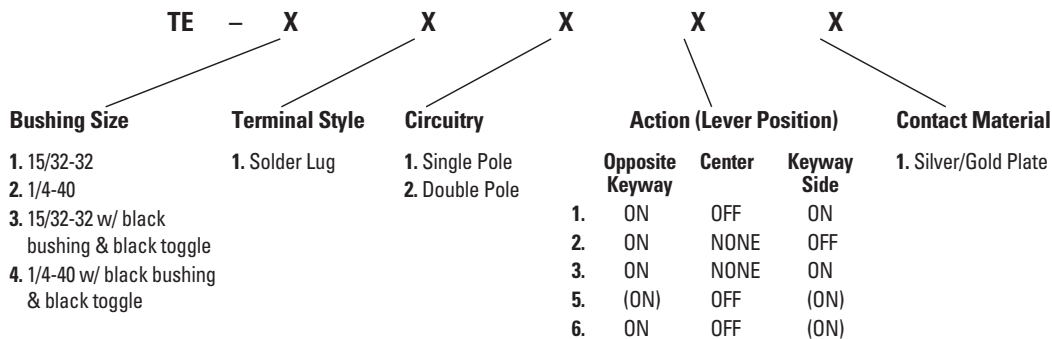 TE – X X X X X
Bushing Size
1. 15/32-32
2. 1/4-40
3. 15/32-32 w/ black
bushing & black toggle
4. 1/4-40 w/ black bushing
& black toggle
Terminal Style
1. Solder Lug
Circuitry
1. Single Pole
2. Double Pole
Action (Lever Position)
Opposite Center Keyway
Keyway Side
1. ON OFF ON
2. ON NONE OFF
3. ON NONE ON
5. (ON) OFF (ON)
6. ON OFF (ON)
Contact Material
1. Silver/Gold Plate